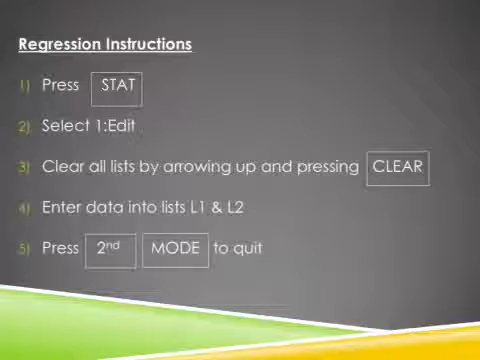 Regression Instructions
1) Press STAT
2) Select 1:Edit
3) Clear all lists by arrowing up and pressing CLEAR
4) Enter data into lists L1 & L2
5) Press 2nd MODE to quit